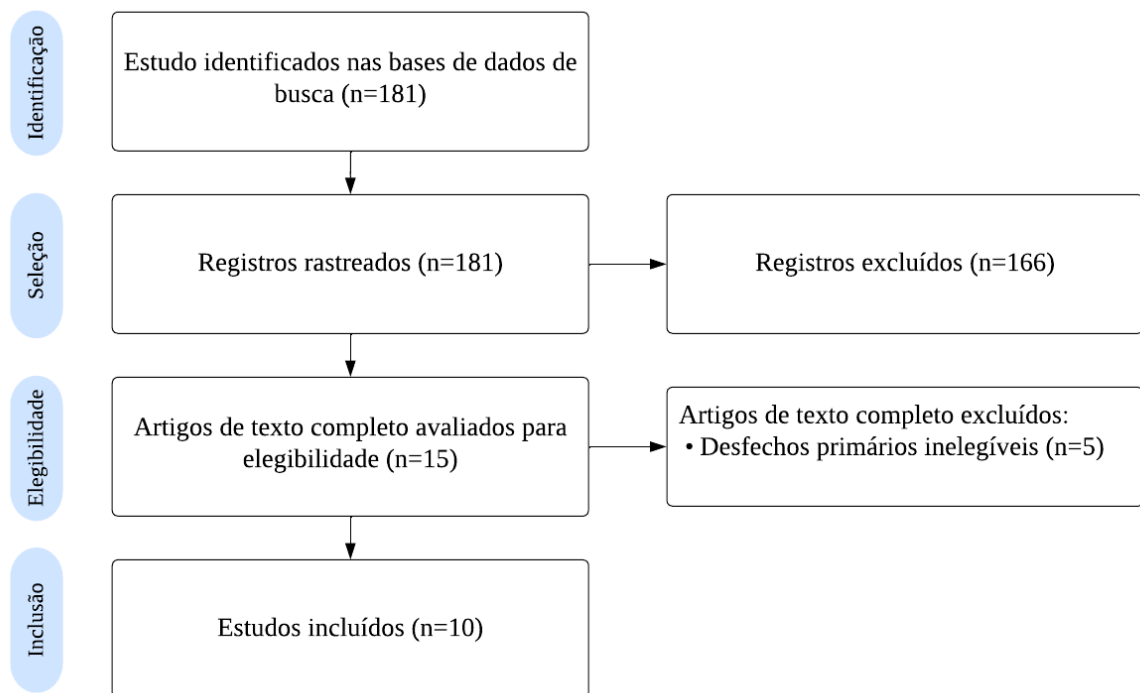 Identificação
Estudo identificados nas bases de dados de
busca (n=181)
Seleção
Registros rastreados (n=181)
Registros excluídos (n=166)
Elegibilidade
Artigos de texto completo avaliados para
elegibilidade (n=15)
Artigos de texto completo excluídos:
• Desfechos primários inelegíveis (n=5)
Inclusão
Estudos incluídos (n=10)